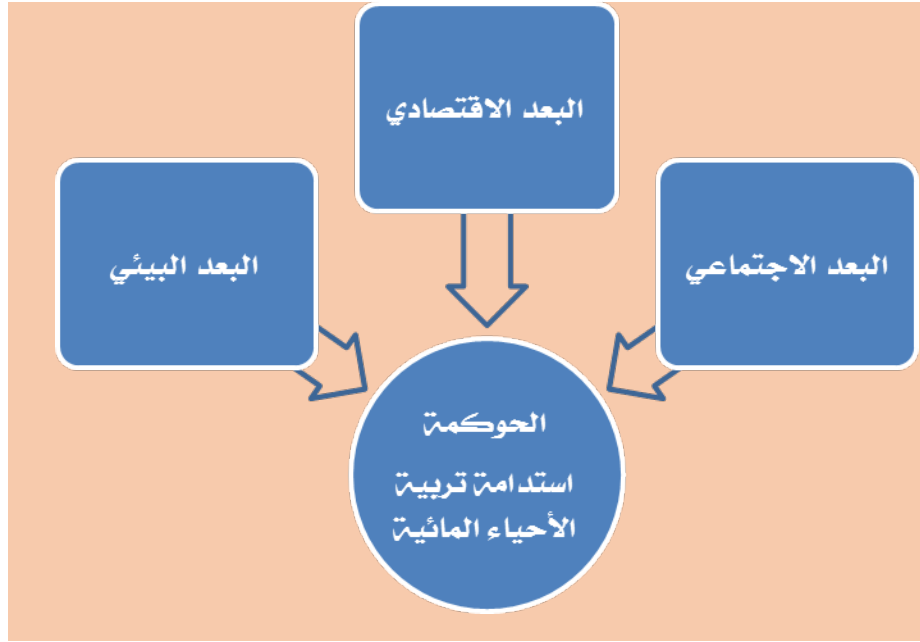 البعد الاقتصادي
البعد الاجتماعي
البعد البيئي
الحوكمة
استدامة تربية
الأحياء المائية